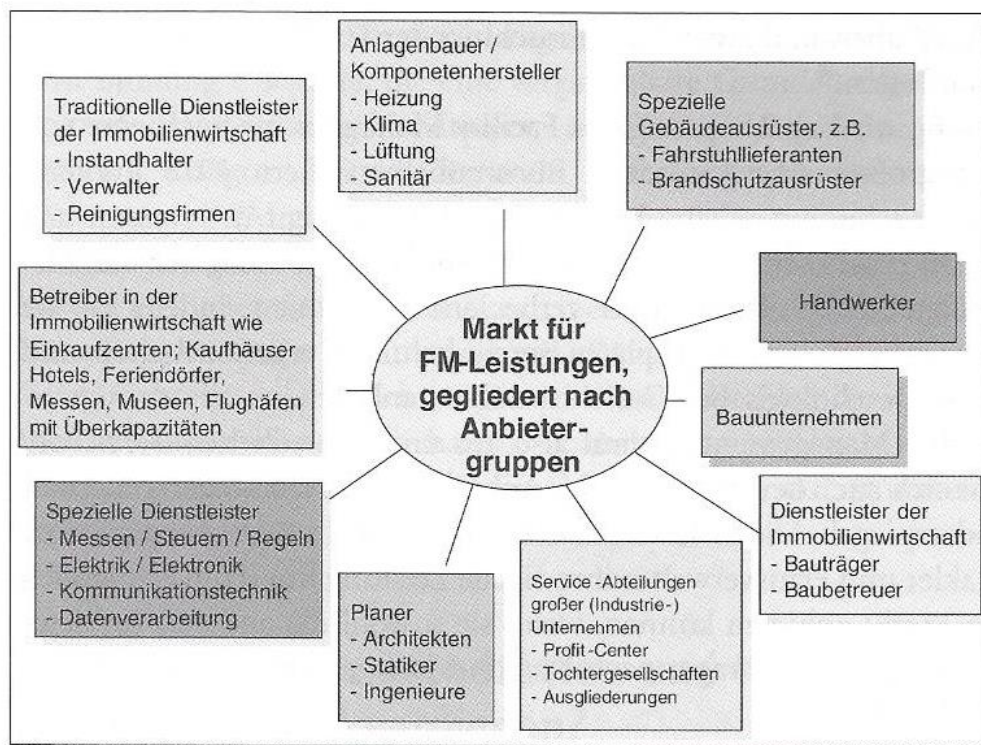 Anlagenbauer /
Komponetenhersteller
- Heizung
- Klima
- Lüftung
- Sanitär
Traditionelle Dienstleister
der Immobilienwirtschaft
- Instandhalter
- Verwalter
- Reinigungsfirmen
Spezielle
Gebäudeausrüster, z.B.
- Fahrstuhllieferanten
- Brandschutzausrüster
Betreiber in der
Immobilienwirtschaft wie
Einkaufzentren; Kaufhäuser
Hotels, Feriendörfer,
Messen, Museen, Flughäfen
mit Überkapazitäten
Markt für
FM-Leistungen,
gegliedert nach
Anbieter-
gruppen
Handwerker
Bauunternehmen
Spezielle Dienstleister
- Messen / Steuern / Regeln
- Elektrik / Elektronik
- Kommunikationstechnik
- Datenverarbeitung
Planer
- Architekten
- Statiker
- Ingenieure
Service -Abteilungen
großer (Industrie-)
Unternehmen
- Profit-Center
- Tochtergesellschaften
- Ausgliederungen
Dienstleister der
Immobilienwirtschaft
- Bauträger
- Baubetreuer